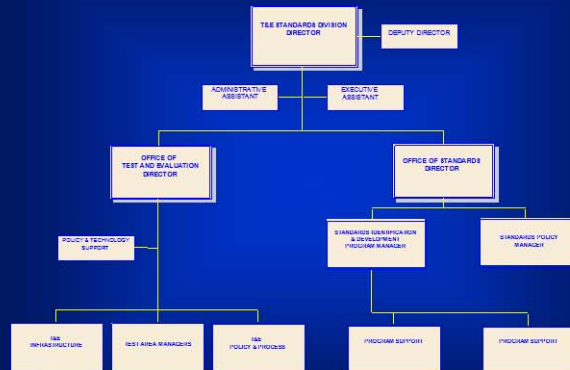 T&E STANDARDS DIVISION
DIRECTOR
DEPUTY DIRECTOR
ADMINISTRATIVE
ASSISTANT
EXECUTIVE
ASSISTANT
OFFICE OF
TEST AND EVALUATION
DIRECTOR
OFFICE OF STANDARDS
DIRECTOR
POLICY & TECHNOLOGY
SUPPORT
STANDARDS IDENTIFICATION
& DEVELOPMENT
PROGRAM MANAGER
STANDARDS POLICY
MANAGER
T&E
INFRASTRUCTURE
TEST AREA MANAGERS
T&E
POLICY & PROCESS
PROGRAM SUPPORT
PROGRAM SUPPORT